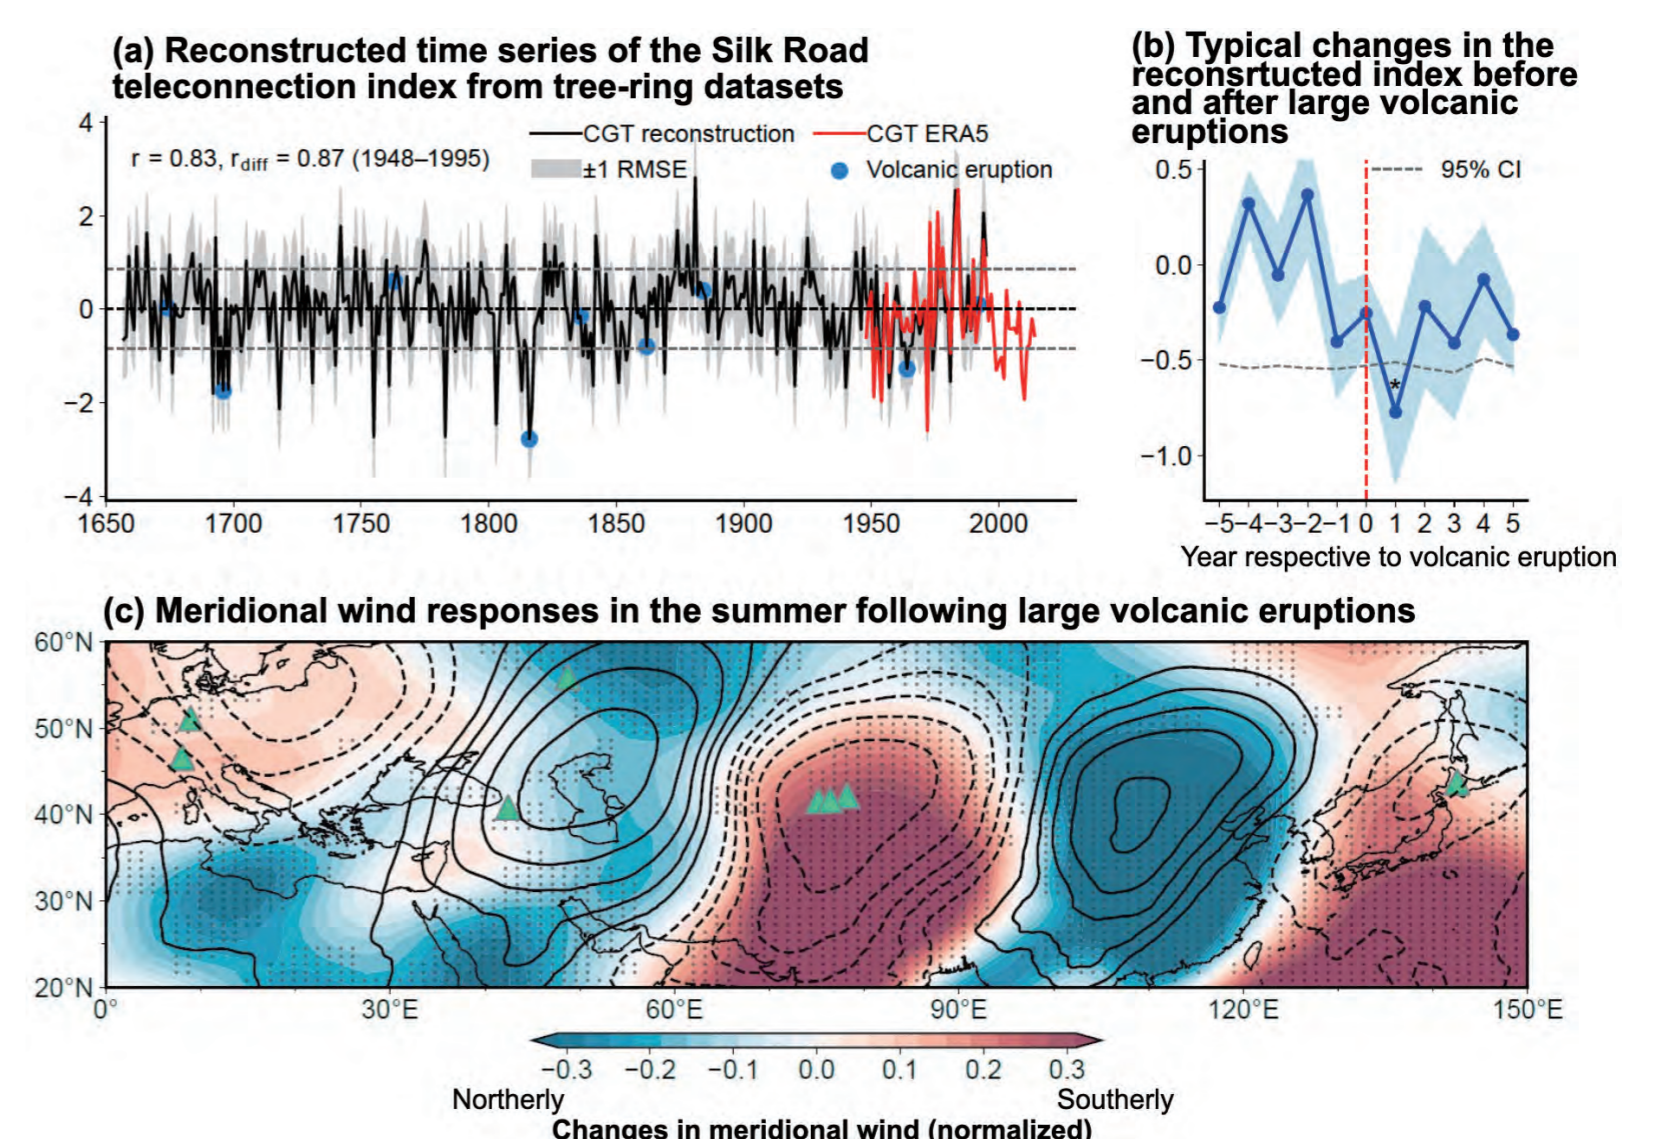 (a) Reconstructed time series of the Silk Road
teleconnection index from tree-ring datasets
4
2
0
−2
−4
r = 0.83, rdiff = 0.87 (1948–1995)
CGT reconstruction
CGT ERA5
±1 RMSE
Volcanic eruption
1650 1700 1750 1800 1850 1900 1950 2000
(b) Typical changes in the
reconsrtucted index before
and after large volcanic
eruptions
0.5
0.0
−0.5
−1.0
95% CI
*
−5 −4 −3 −2 −1 0 1 2 3 4 5
Year respective to volcanic eruption
(c) Meridional wind responses in the summer following large volcanic eruptions
60°N
50°N
40°N
30°N
20°N
0° 30°E 60°E 90°E 120°E 150°E
−0.3 −0.2 −0.1 0.0 0.1 0.2 0.3
Northerly Southerly
Changes in meridional wind (normalized)